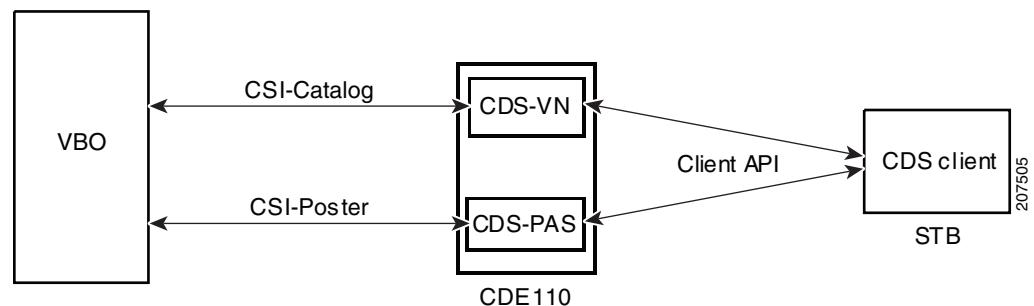 VBO
CSI-Catalog
CSI-Poster
CDS-VN
CDS-PAS
CDE110
Client API
CDS client
STB
207505